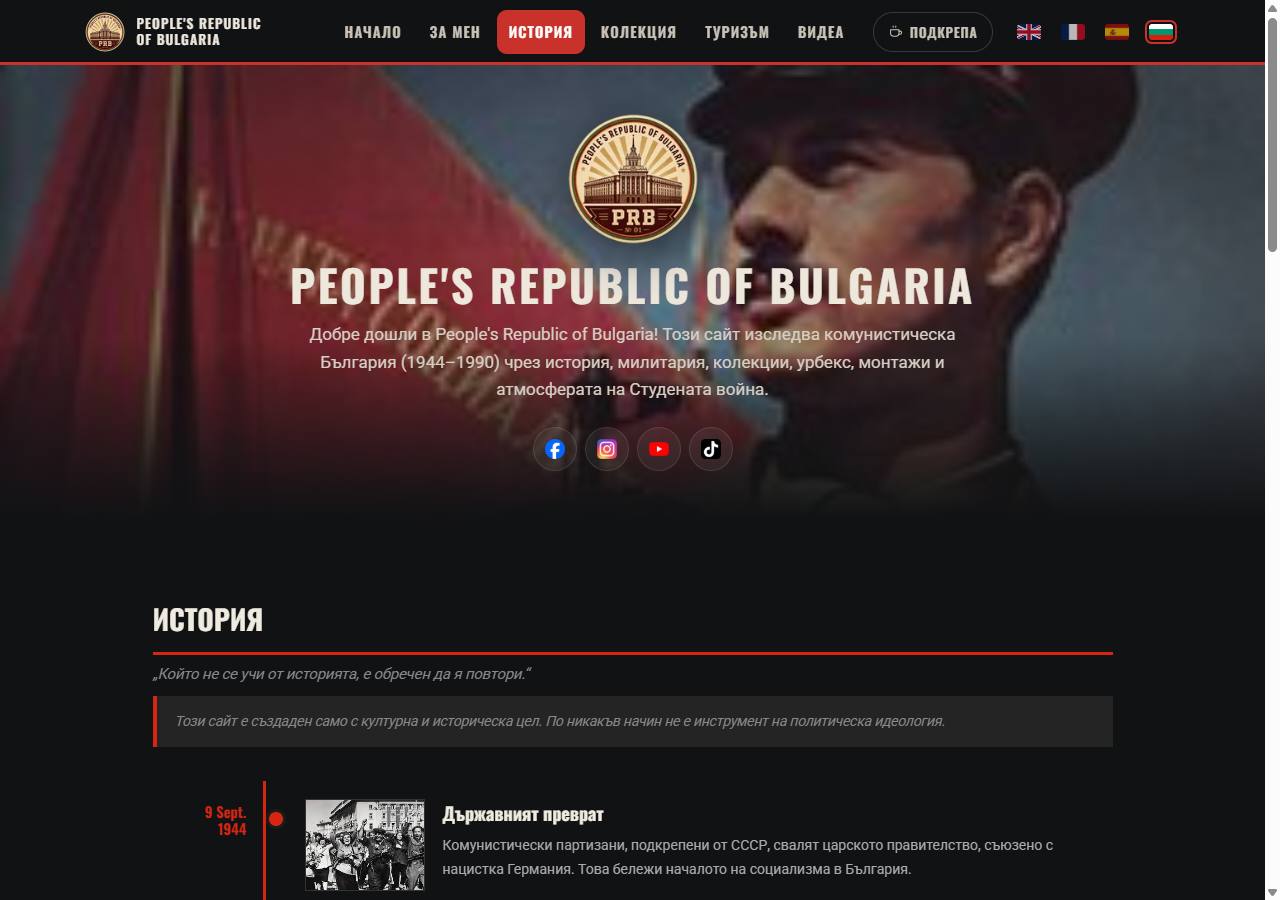 PEOPLE'S REPUBLIC
OF BULGARIA
PRB
НАЧАЛО
ЗА МЕН
ИСТОРИЯ
КОЛЕКЦИЯ
ТУРИЗЪМ
ВИДЕА
ПОДКРЕПА
PEOPLE'S REPUBLIC OF BULGARIA
PRB
№ 01
PEOPLE'S REPUBLIC OF BULGARIA
Добре дошли в People's Republic of Bulgaria! Този сайт изследва комунистическа
България (1944–1990) чрез история, милитария, колекции, урбекс, монтажи и
атмосферата на Студената война.
ИСТОРИЯ
„Който не се учи от историята, е обречен да я повтори.“
Този сайт е създаден само с културна и историческа цел. По никакъв начин не е инструмент на политическа идеология.
9 Sept.
1944
Държавният преврат
Комунистически партизани, подкрепени от СССР, свалят царското правителство, съюзено с
нацистка Германия. Това бележи началото на социализма в България.